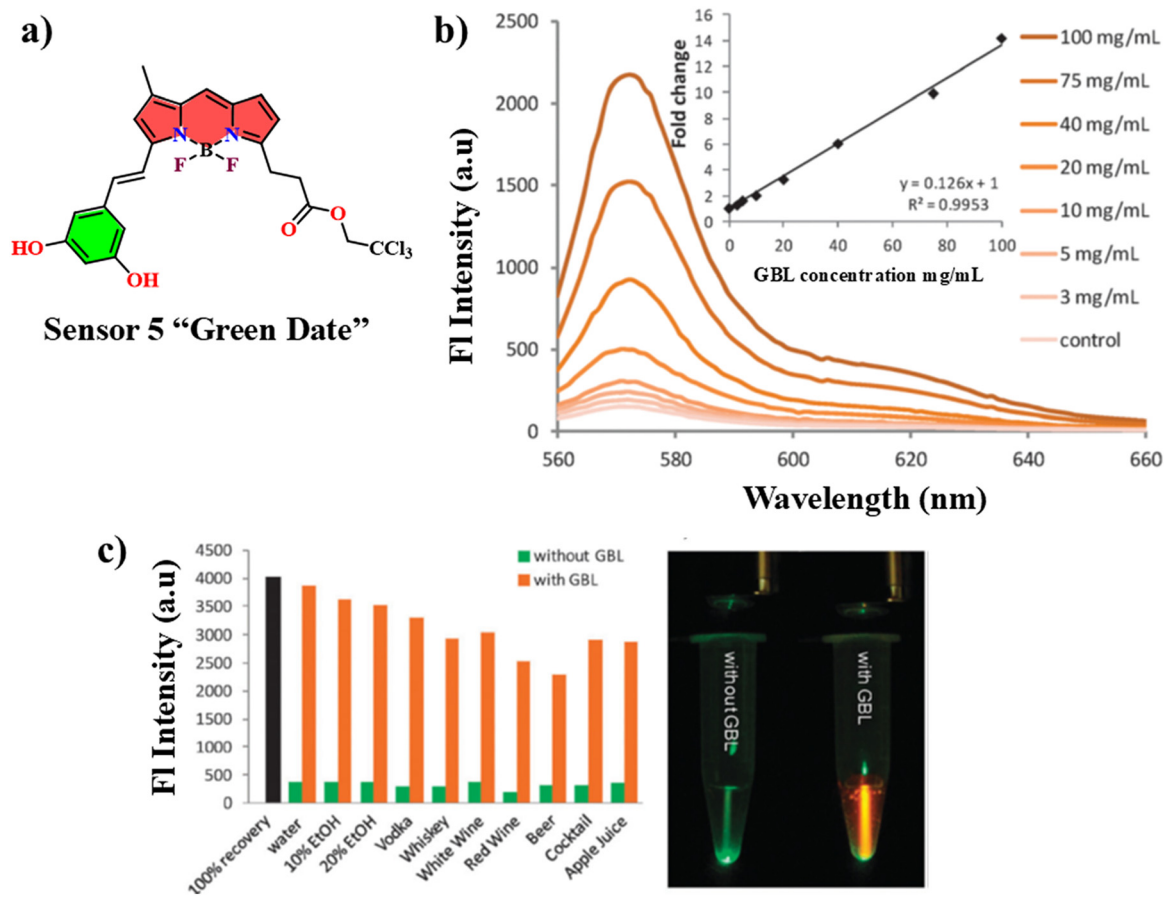 a)
N
N
B
F
F
O
O
CCl3
HO
OH
Sensor 5 “Green Date”
b)
Fl Intensity (a.u)
2500
2000
1500
1000
500
0
560
580
600
620
640
660
Wavelength (nm)
Fold change
16
14
12
10
8
6
4
2
0
0
20
40
60
80
100
y = 0.126x + 1
R² = 0.9953
GBL concentration mg/mL
100 mg/mL
75 mg/mL
40 mg/mL
20 mg/mL
10 mg/mL
5 mg/mL
3 mg/mL
control
c)
Fl Intensity (a.u)
4500
4000
3500
3000
2500
2000
1500
1000
500
0
without GBL
with GBL
100% recovery
water
10% EtOH
20% EtOH
Vodka
Whiskey
White Wine
Red Wine
Beer
Cocktail
Apple Juice
without GBL
with GBL